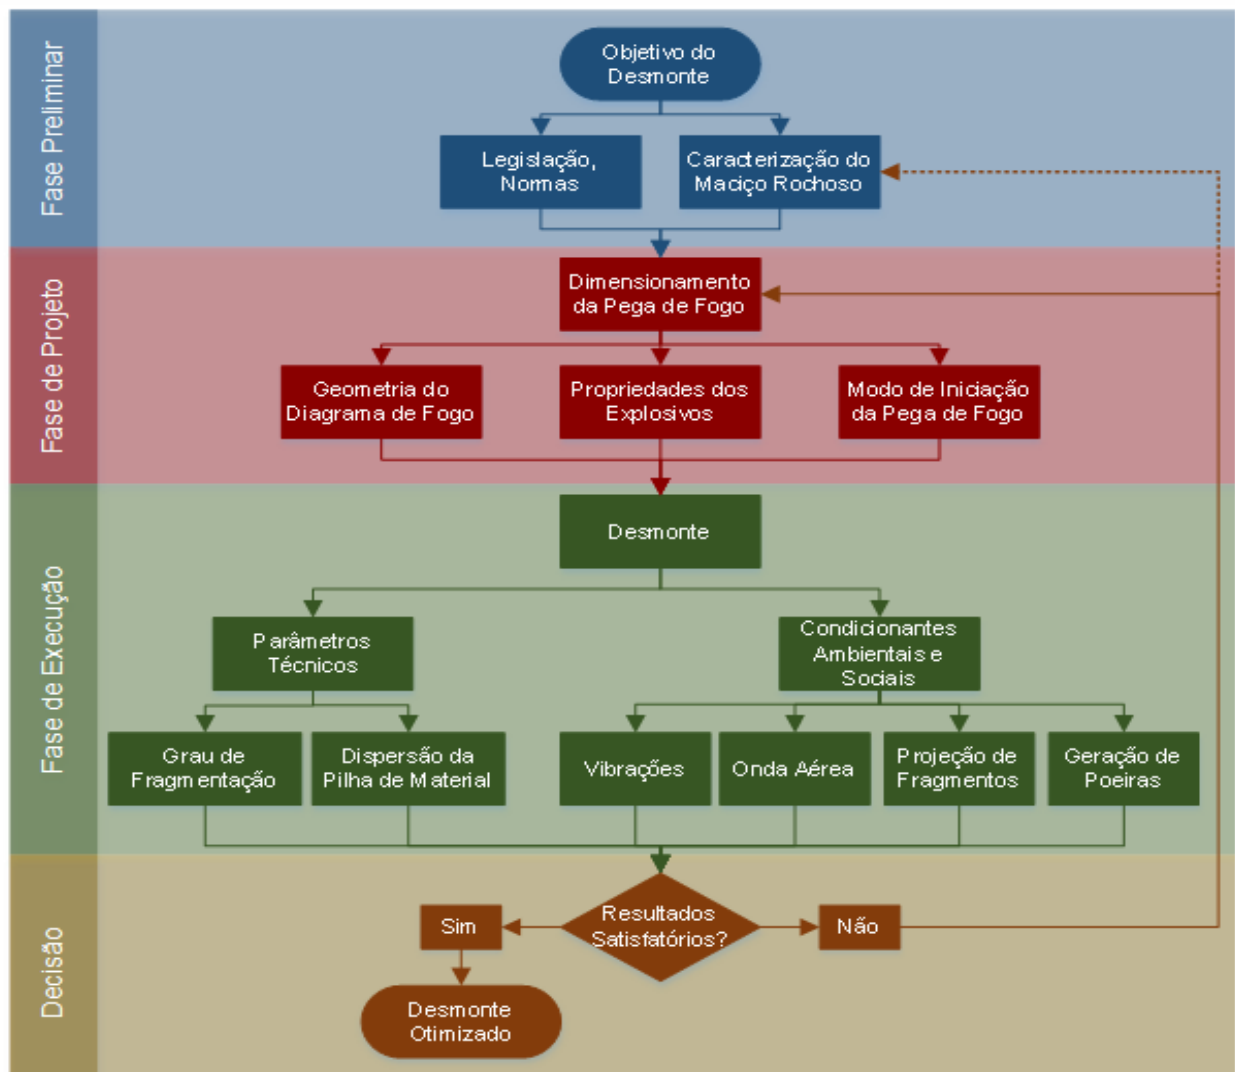 Fase Preliminar
Objetivo do
Desmonte
Legislação,
Normas
Caracterização do
Maciço Rochoso
Fase de Projeto
Dimensionamento
da Pega de Fogo
Geometria do
Diagrama de Fogo
Propriedades dos
Explosivos
Modo de Iniciação
da Pega de Fogo
Fase de Execução
Desmonte
Parâmetros
Técnicos
Condicionantes
Ambientais e
Sociais
Grau de
Fragmentação
Dispersão da
Pilha de Material
Vibrações
Onda Aérea
Projeção de
Fragmentos
Geração de
Poeiras
Decisão
Sim
Resultados
Satisfatórios?
Não
Desmonte
Otimizado